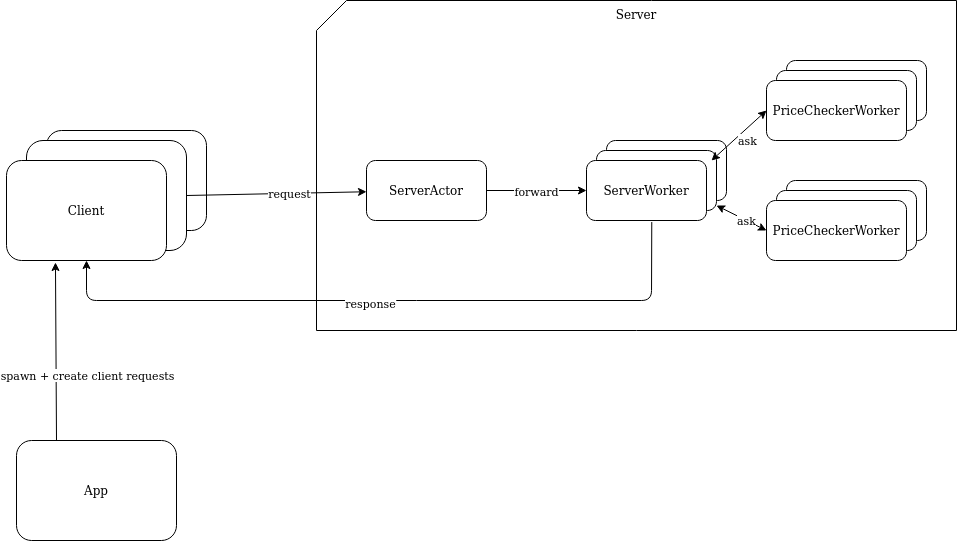 Server
PriceCheckerWorker
ask
request
ServerActor
forward
ServerWorker
Client
ask
PriceCheckerWorker
response
spawn + create client requests
App